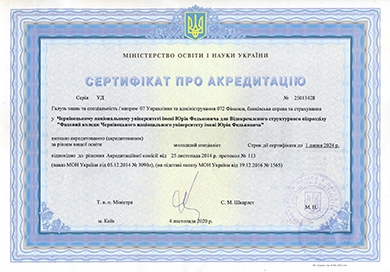 МІНІСТЕРСТВО ОСВІТИ І НАУКИ УКРАЇНИ
СЕРТИФІКАТ ПРО АКРЕДИТАЦІЮ
Серія УД № 25013428
Галузь знань та спеціальність / напрям 07 Управління та адміністрування 072 Фінанси, банківська справа та страхування
у Чернівецькому національному університеті імені Юрія Федьковича для Відокремленого структурного підрозділу
"Фаховий коледж Чернівецького національного університету імені Юрія Федьковича"
визнано акредитованого (акредитованим)
за рівнем вищої освіти молодший спеціаліст Строк дії сертифіката до 1 липня 2024 р.
відповідно до рішення Акредитаційної комісії від 25 листопада 2014 р. протокол № 113
(наказ МОН України від 05.12.2014 № 3090л), (на підставі наказу МОН України від 19.12.2016 № 1565)
Т. в. о. Міністра С. М. Шкарлет
М. П.
м. Київ 4 листопада 2020 р.